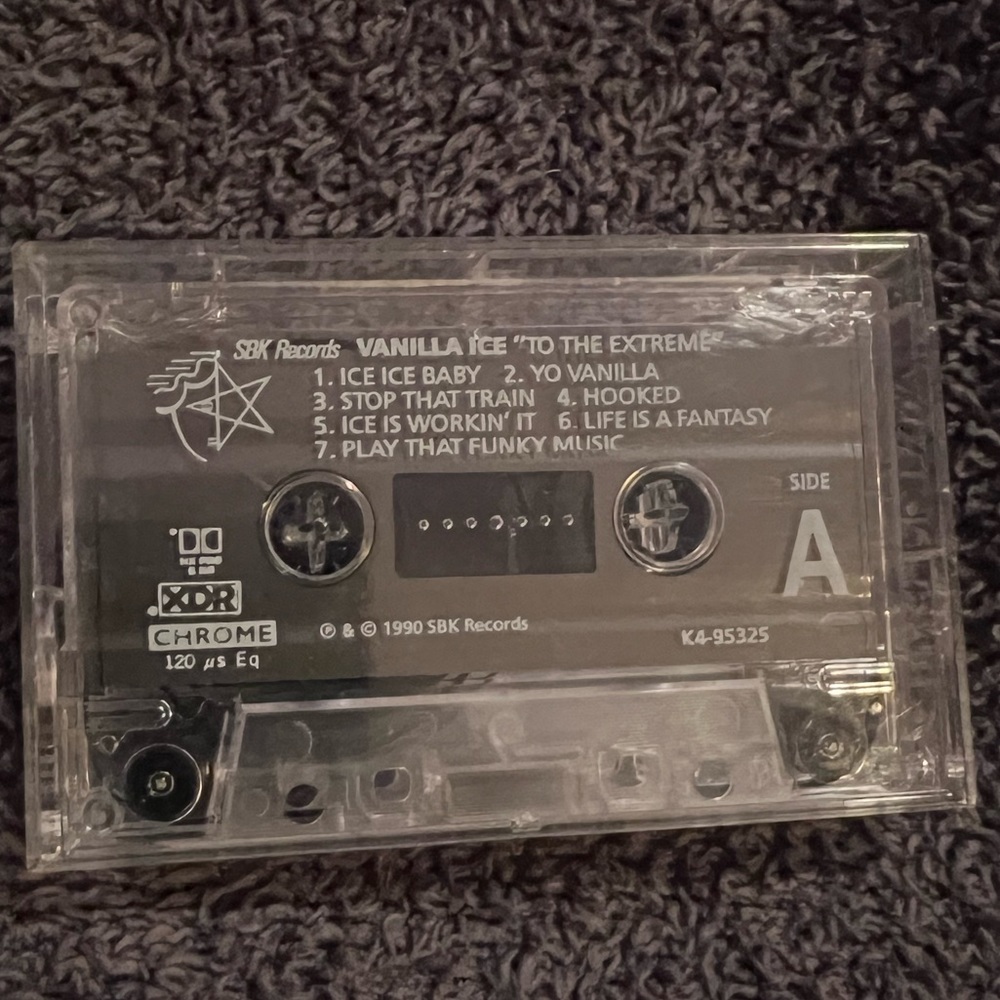 SBK Records VANILLA ICE "TO THE EXTREME"
1. ICE ICE BABY 2. YO VANILLA
3. STOP THAT TRAIN 4. HOOKED
5. ICE IS WORKIN' IT 6. LIFE IS A FANTASY
7. PLAY THAT FUNKY MUSIC
SIDE
A
XDR
CHROME
120 µs Eq
℗ & © 1990 SBK Records
K4-95325